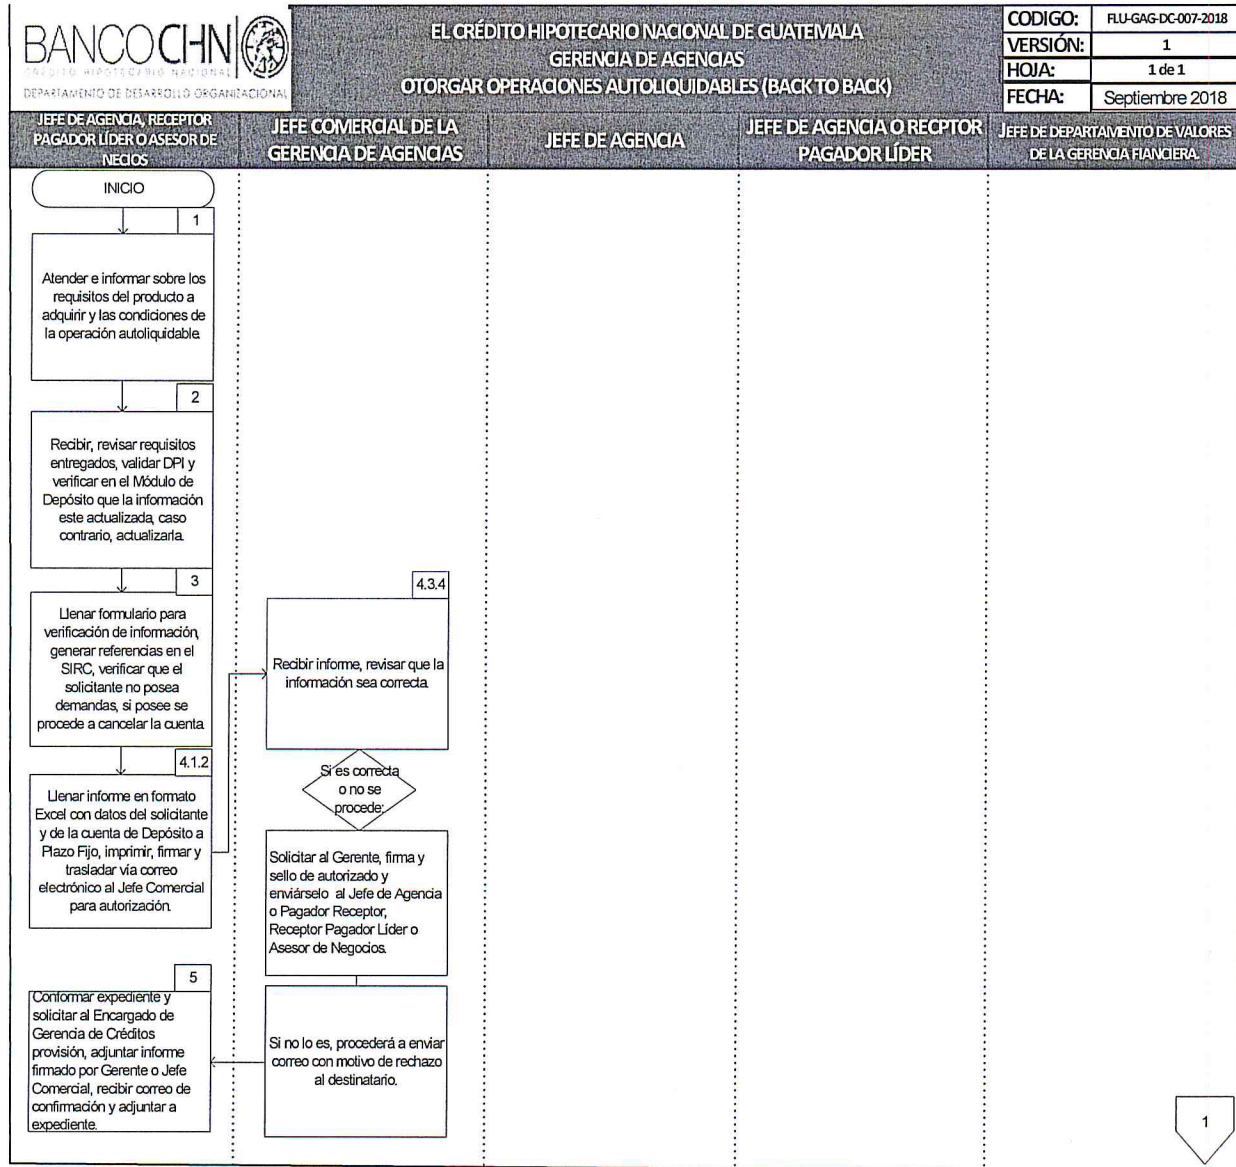 BANCOCHN
CRÉDITO HIPOTECARIO NACIONAL
DEPARTAMENTO DE DESARROLLO ORGANIZACIONAL
EL CRÉDITO HIPOTECARIO NACIONAL DE GUATEMALA
GERENCIA DE AGENCIAS
OTORGAR OPERACIONES AUTOLIQUIDABLES (BACK TO BACK)
CODIGO: FLU-GAG-DC-007-2018
VERSIÓN: 1
HOJA: 1 de 1
FECHA: Septiembre 2018
JEFE DE AGENCIA, RECEPTOR
PAGADOR LÍDER O ASESOR DE
NECIOS
JEFE COMERCIAL DE LA
GERENCIA DE AGENCIAS
JEFE DE AGENCIA
JEFE DE AGENCIA O RECPTOR
PAGADOR LÍDER
JEFE DE DEPARTAMENTO DE VALORES
DE LA GERENCIA FIANCIERA.
INICIO
1
Atender e informar sobre los
requisitos del producto a
adquirir y las condiciones de
la operación autoliquidable.
2
Recibir, revisar requisitos
entregados, validar DPI y
verificar en el Módulo de
Depósito que la información
este actualizada, caso
contrario, actualizarla.
3
Llenar formulario para
verificación de información,
generar referencias en el
SIRC, verificar que el
solicitante no posea
demandas, si posee se
procede a cancelar la cuenta.
4.1.2
Llenar informe en formato
Excel con datos del solicitante
y de la cuenta de Depósito a
Plazo Fijo, imprimir, firmar y
trasladar vía correo
electrónico al Jefe Comercial
para autorización.
4.3.4
Recibir informe, revisar que la
información sea correcta.
Si es correcta
o no se
procede:
Solicitar al Gerente, firma y
sello de autorizado y
enviárselo al Jefe de Agencia
o Pagador Receptor,
Receptor Pagador Líder o
Asesor de Negocios.
Si no lo es, procederá a enviar
correo con motivo de rechazo
al destinatario.
5
Conformar expediente y
solicitar al Encargado de
Gerencia de Créditos
provisión, adjuntar informe
firmado por Gerente o Jefe
Comercial, recibir correo de
confirmación y adjuntar a
expediente.
1